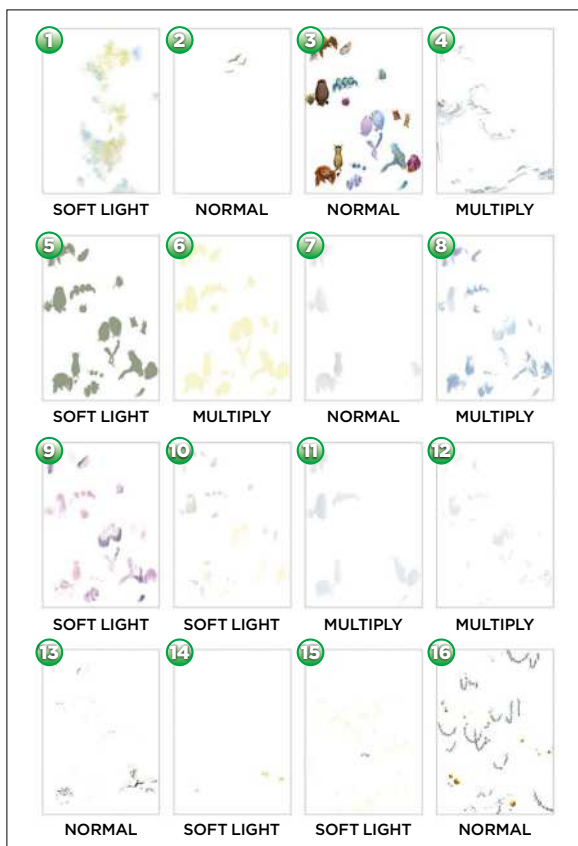 1 2 3 4
SOFT LIGHT NORMAL NORMAL MULTIPLY
5 6 7 8
SOFT LIGHT MULTIPLY NORMAL MULTIPLY
9 10 11 12
SOFT LIGHT SOFT LIGHT MULTIPLY MULTIPLY
13 14 15 16
NORMAL SOFT LIGHT SOFT LIGHT NORMAL